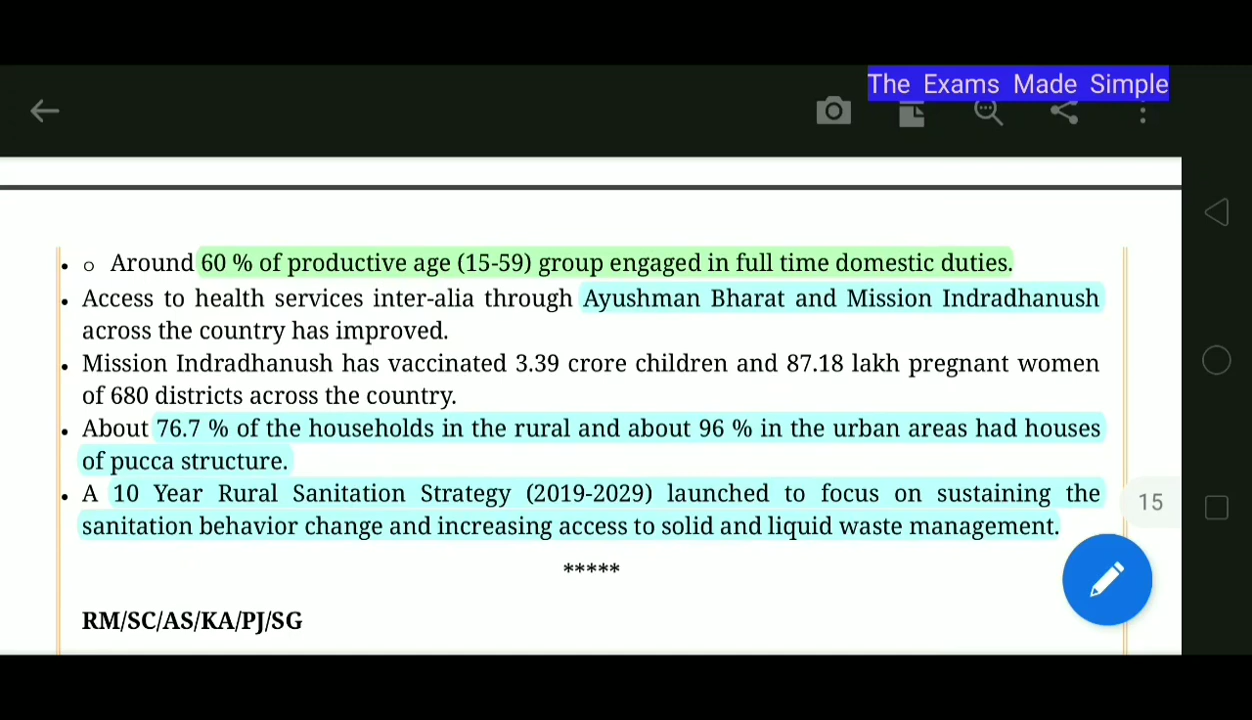 The Exams Made Simple
• o Around 60 % of productive age (15-59) group engaged in full time domestic duties.
• Access to health services inter-alia through Ayushman Bharat and Mission Indradhanush
across the country has improved.
• Mission Indradhanush has vaccinated 3.39 crore children and 87.18 lakh pregnant women
of 680 districts across the country.
• About 76.7 % of the households in the rural and about 96 % in the urban areas had houses
of pucca structure.
• A 10 Year Rural Sanitation Strategy (2019-2029) launched to focus on sustaining the
sanitation behavior change and increasing access to solid and liquid waste management.
15
*****
RM/SC/AS/KA/PJ/SG